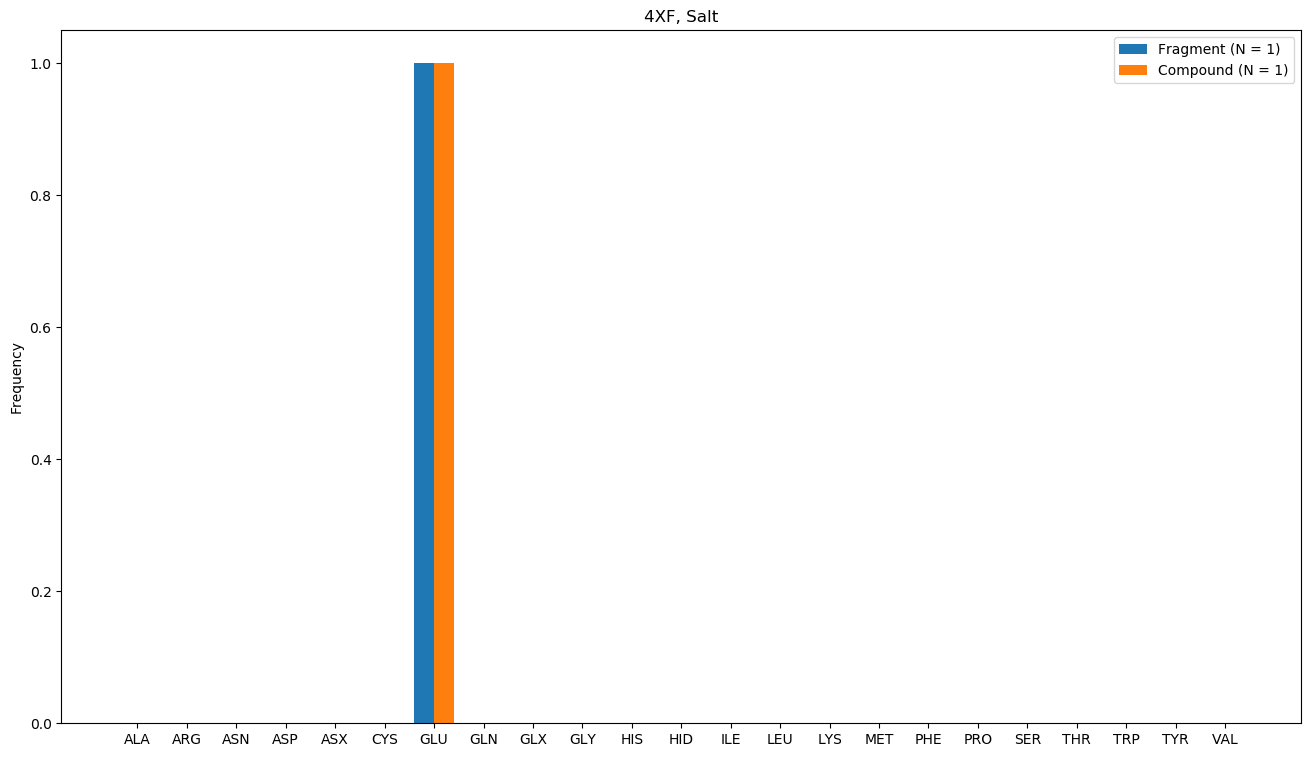 4XF, Salt
Fragment (N = 1)
Compound (N = 1)
Frequency
1.0
0.8
0.6
0.4
0.2
0.0
ALA ARG ASN ASP ASX CYS GLU GLN GLX GLY HIS HID ILE LEU LYS MET PHE PRO SER THR TRP TYR VAL